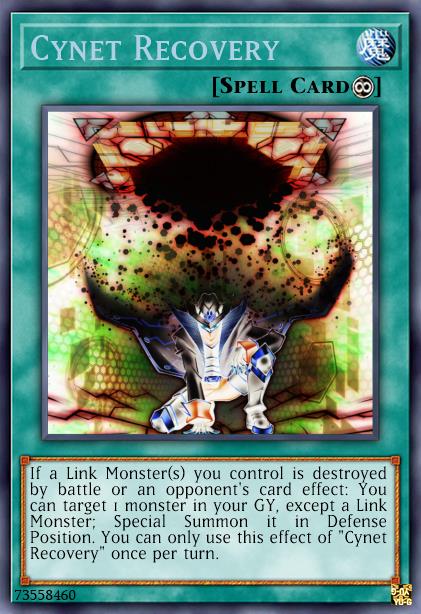 Cynet Recovery
魔
[Spell Card]
If a Link Monster(s) you control is destroyed
by battle or an opponent's card effect: You
can target 1 monster in your GY, except a Link
Monster; Special Summon it in Defense
Position. You can only use this effect of "Cynet
Recovery" once per turn.
73558460